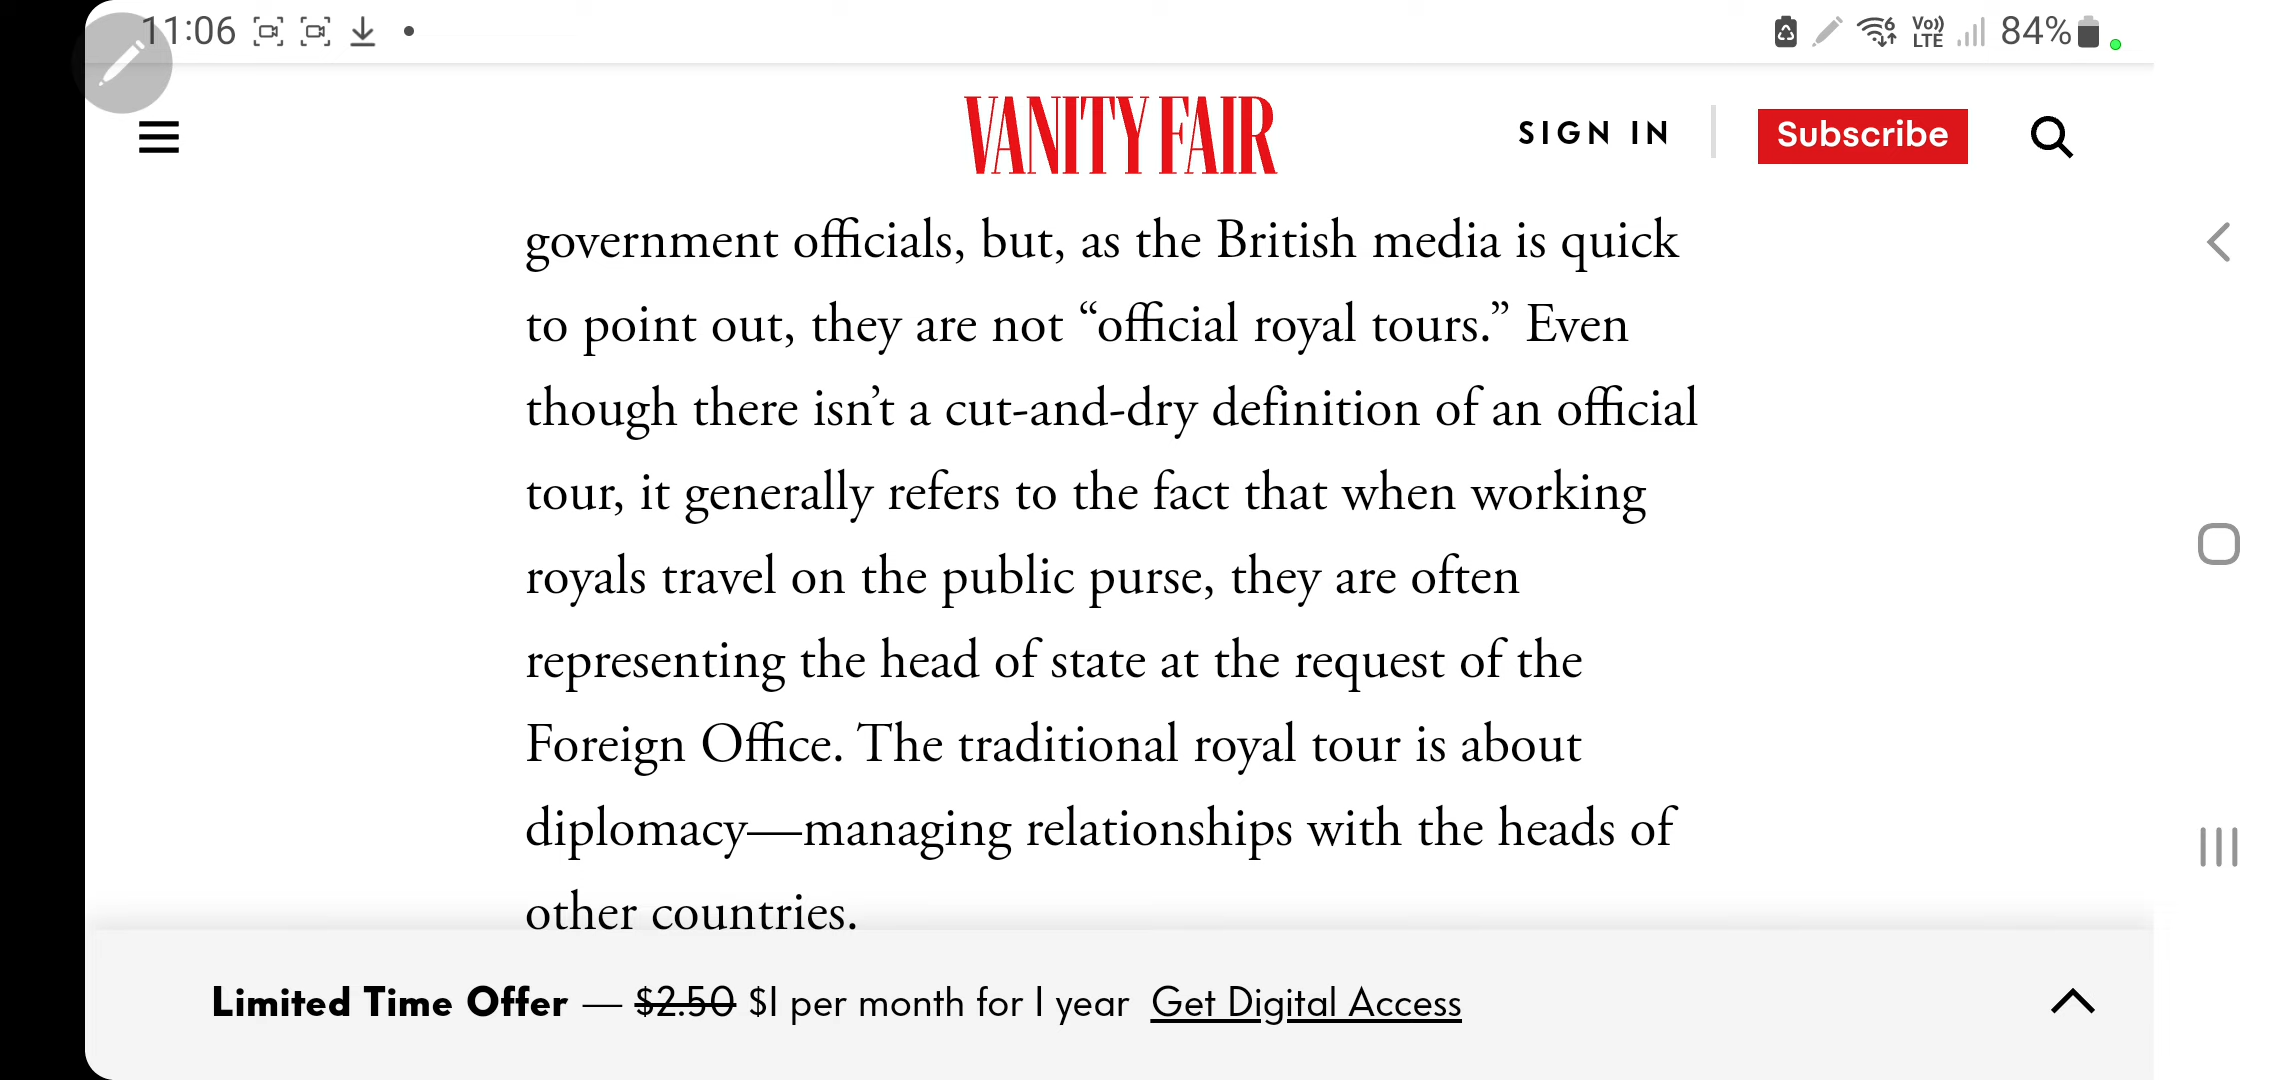 11:06
Vo)) LTE 84%
VANITY FAIR
SIGN IN
Subscribe
government officials, but, as the British media is quick
to point out, they are not “official royal tours.” Even
though there isn’t a cut-and-dry definition of an official
tour, it generally refers to the fact that when working
royals travel on the public purse, they are often
representing the head of state at the request of the
Foreign Office. The traditional royal tour is about
diplomacy—managing relationships with the heads of
other countries.
Limited Time Offer — $2.50 $1 per month for 1 year Get Digital Access